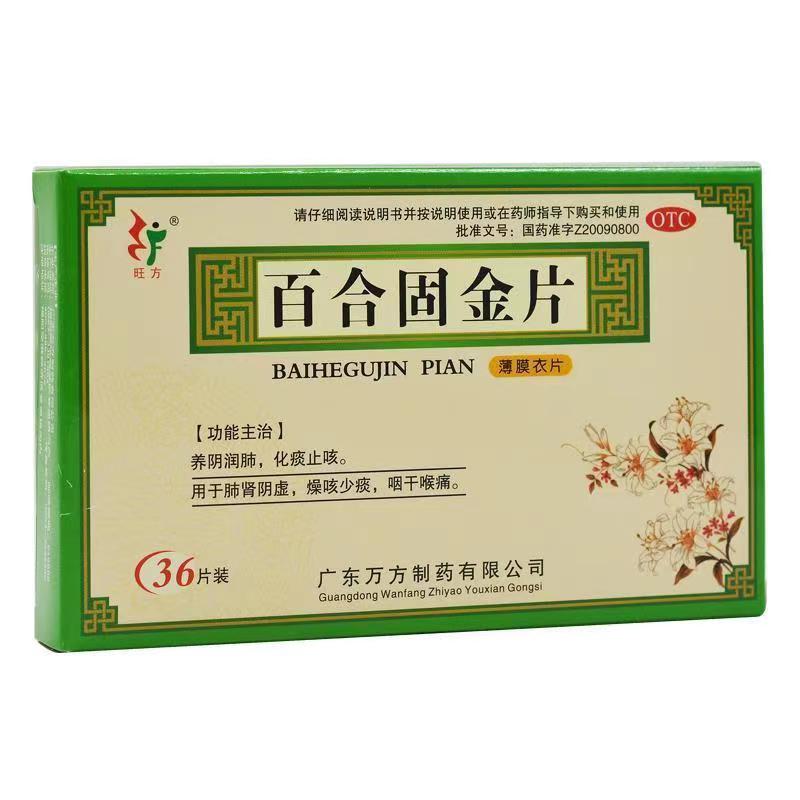 旺方
®
请仔细阅读说明书并按说明使用或在药师指导下购买和使用
批准文号：国药准字Z20090800
OTC
百合固金片
BAIHEGUJIN PIAN
薄膜衣片
【功能主治】
养阴润肺，化痰止咳。
用于肺肾阴虚，燥咳少痰，咽干喉痛。
36片装
广东万方制药有限公司
Guangdong Wanfang Zhiyao Youxian Gongsi